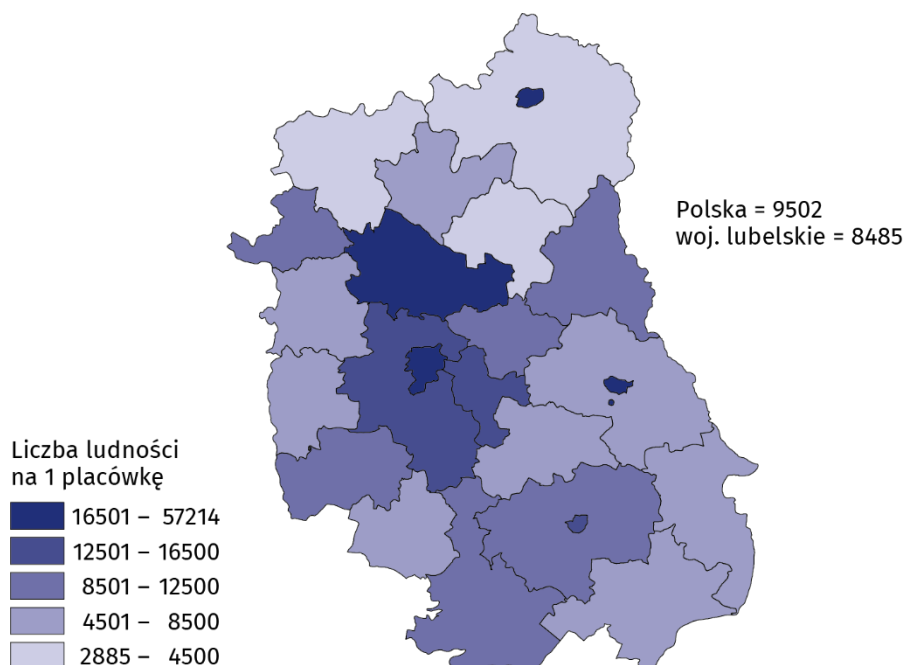 Polska = 9502
woj. lubelskie = 8485
Liczba ludności
na 1 placówkę
16501 – 57214
12501 – 16500
8501 – 12500
4501 – 8500
2885 – 4500